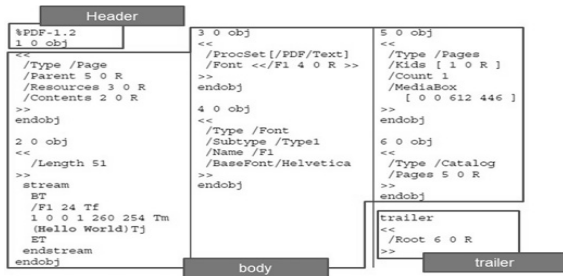 Header
%PDF-1.2
1 0 obj
<<
/Type /Page
/Parent 5 0 R
/Resources 3 0 R
/Contents 2 0 R
>>
endobj
2 0 obj
<<
/Length 51
>>
stream
BT
/F1 24 Tf
1 0 0 1 260 254 Tm
(Hello World)Tj
ET
endstream
endobj
3 0 obj
<<
/ProcSet[/PDF/Text]
/Font <</F1 4 0 R >>
>>
endobj
4 0 obj
<<
/Type /Font
/Subtype /Type1
/Name /F1
/BaseFont/Helvetica
>>
endobj
5 0 obj
<<
/Type /Pages
/Kids [ 1 0 R ]
/Count 1
/MediaBox
[ 0 0 612 446 ]
>>
endobj
6 0 obj
<<
/Type /Catalog
/Pages 5 0 R
>>
endobj
trailer
<<
/Root 6 0 R
>>
body
trailer